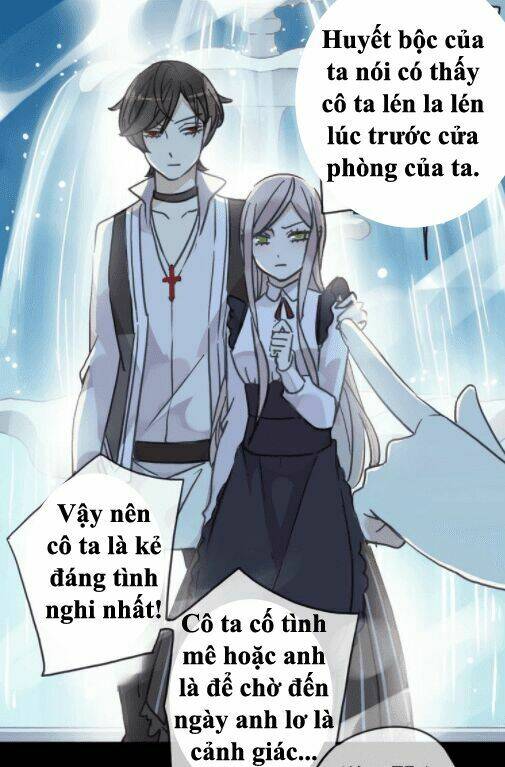 Huyết bộc của
ta nói có thấy
cô ta lén la lén
lúc trước cửa
phòng của ta.
Vậy nên
cô ta là kẻ
đáng tình
nghi nhất!
Cô ta cố tình
mê hoặc anh
là để chờ đến
ngày anh lơ là
cảnh giác...